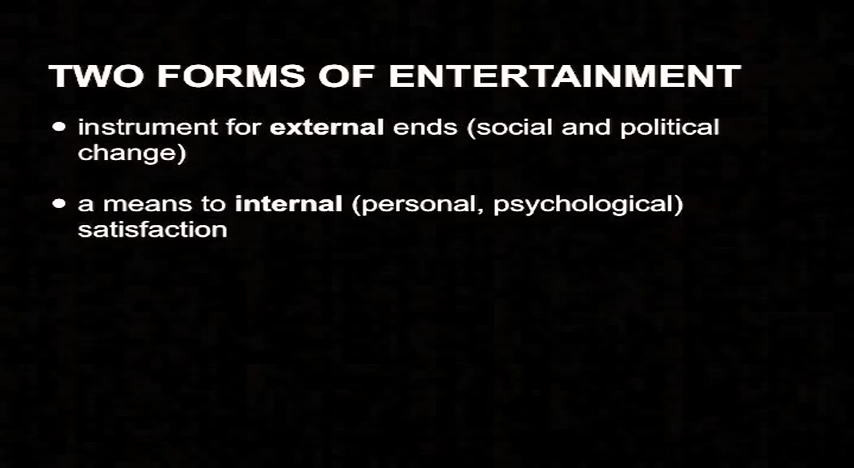 TWO FORMS OF ENTERTAINMENT
• instrument for external ends (social and political
change)
• a means to internal (personal, psychological)
satisfaction